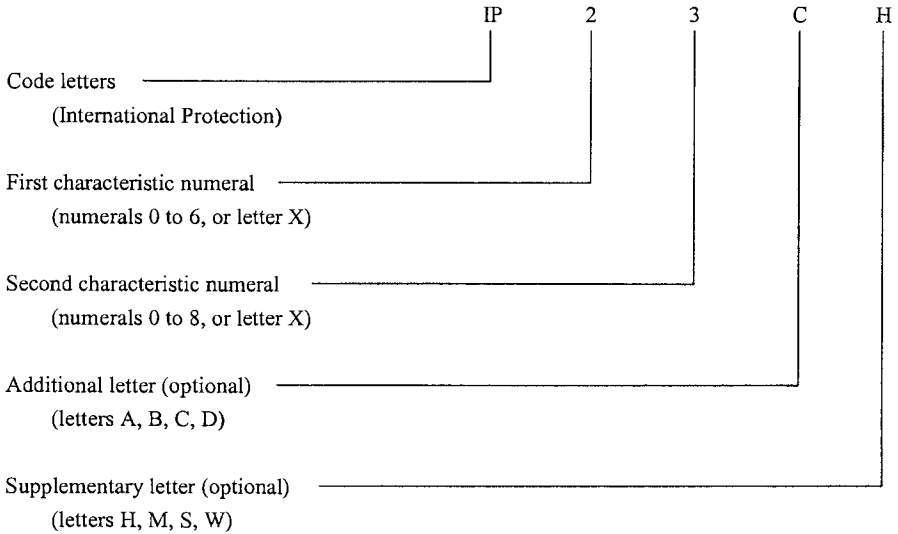 IP 2 3 C H
Code letters
(International Protection)
First characteristic numeral
(numerals 0 to 6, or letter X)
Second characteristic numeral
(numerals 0 to 8, or letter X)
Additional letter (optional)
(letters A, B, C, D)
Supplementary letter (optional)
(letters H, M, S, W)